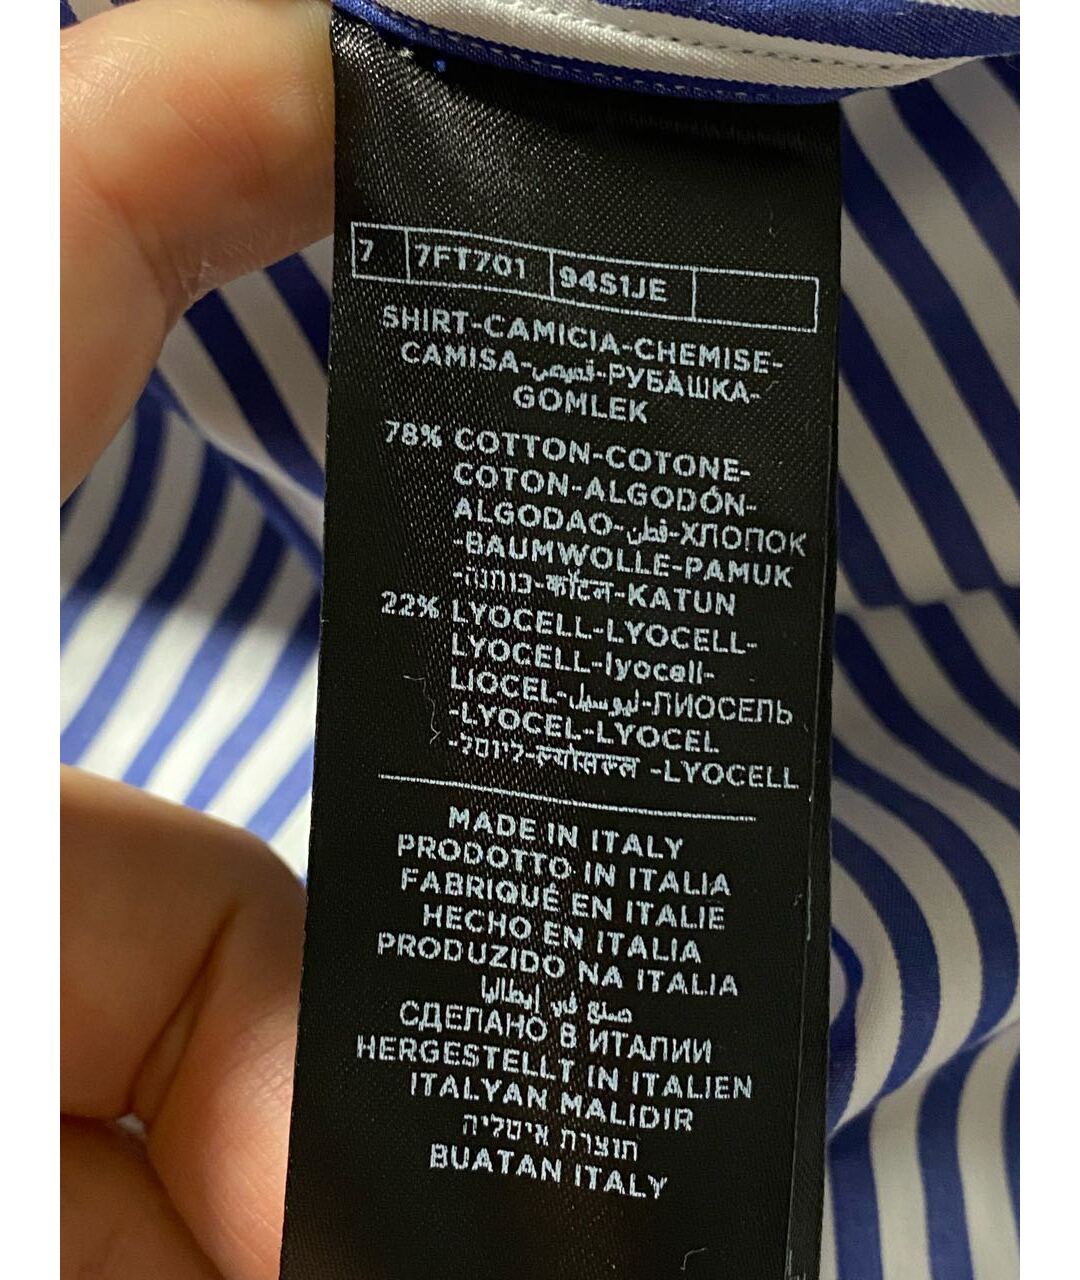 7 7FT701 94S1JE
SHIRT-CAMICIA-CHEMISE-
CAMISA-قميص-РУБАШКА-
GOMLEK
78% COTTON-COTONE-
COTON-ALGODÓN-
ALGODAO-قطن-ХЛОПОК
-BAUMWOLLE-PAMUK
-כותנה-कॉटन-KATUN
22% LYOCELL-LYOCELL-
LYOCELL-lyocell-
LIOCEL-ليوسيل-ЛИОСЕЛЬ
-LYOCEL-LYOCEL
-ליוסל-ल्योसेल्ल -LYOCELL
MADE IN ITALY
PRODOTTO IN ITALIA
FABRIQUÉ EN ITALIE
HECHO EN ITALIA
PRODUZIDO NA ITALIA
صنع في إيطاليا
СДЕЛАНО В ИТАЛИИ
HERGESTELLT IN ITALIEN
ITALYAN MALIDIR
תוצרת איטליה
BUATAN ITALY